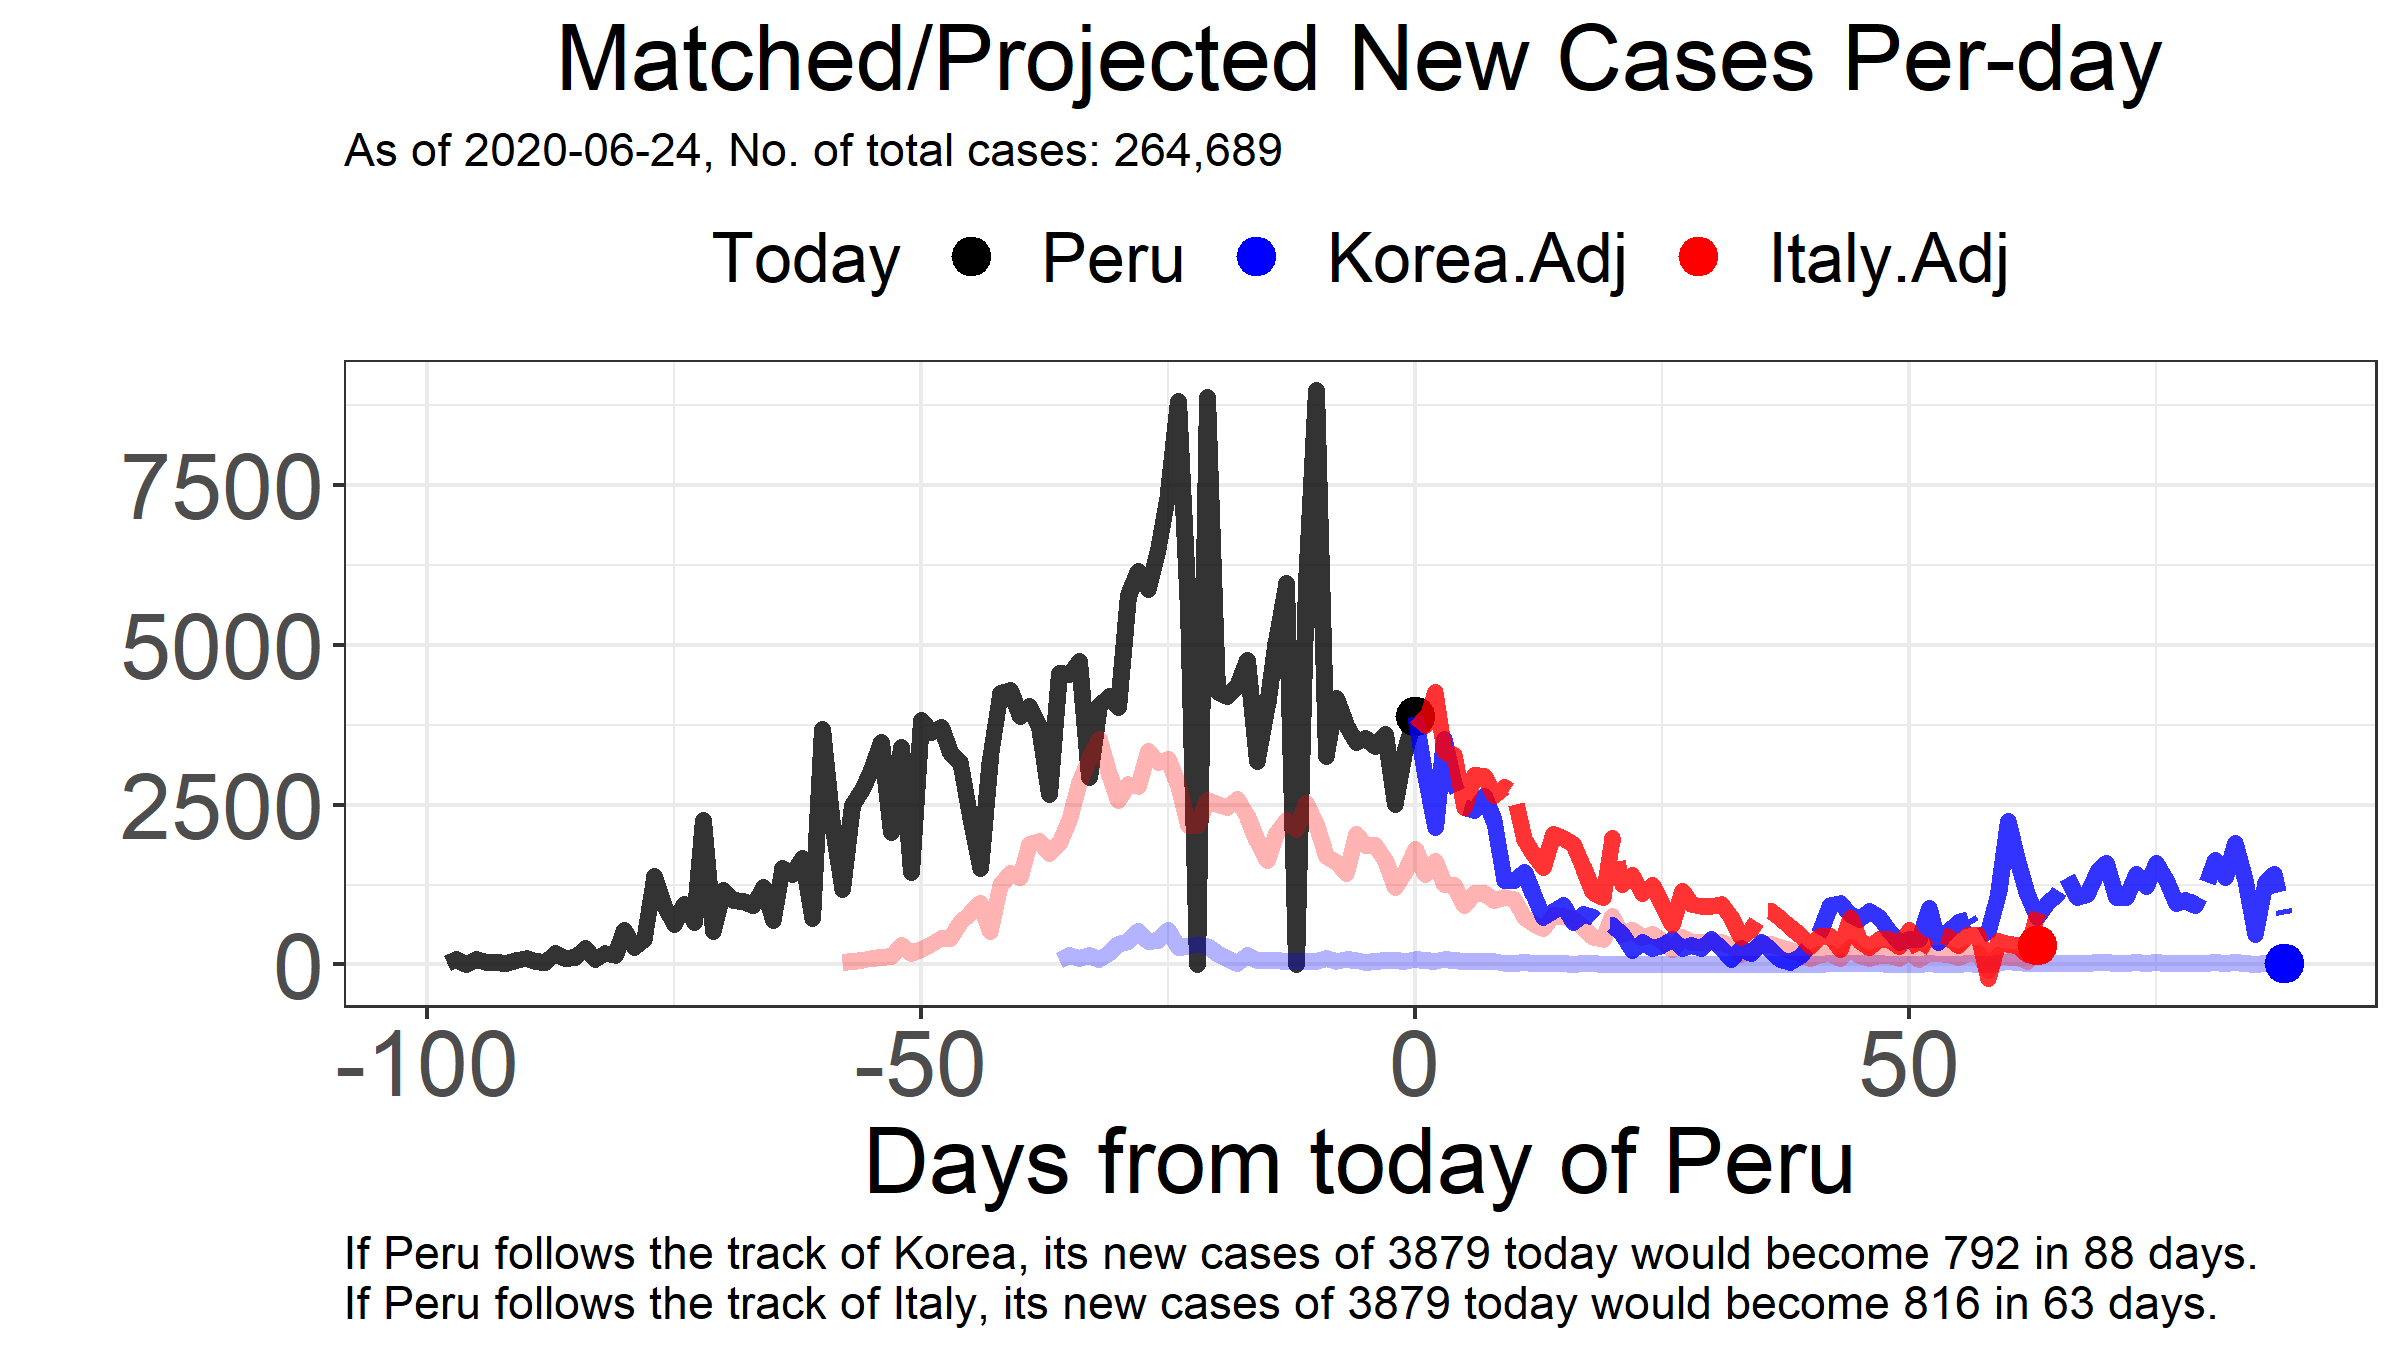 Matched/Projected New Cases Per-day
As of 2020-06-24, No. of total cases: 264,689
Today Peru Korea.Adj Italy.Adj
7500
5000
2500
0
-100 -50 0 50
Days from today of Peru
If Peru follows the track of Korea, its new cases of 3879 today would become 792 in 88 days.
If Peru follows the track of Italy, its new cases of 3879 today would become 816 in 63 days.